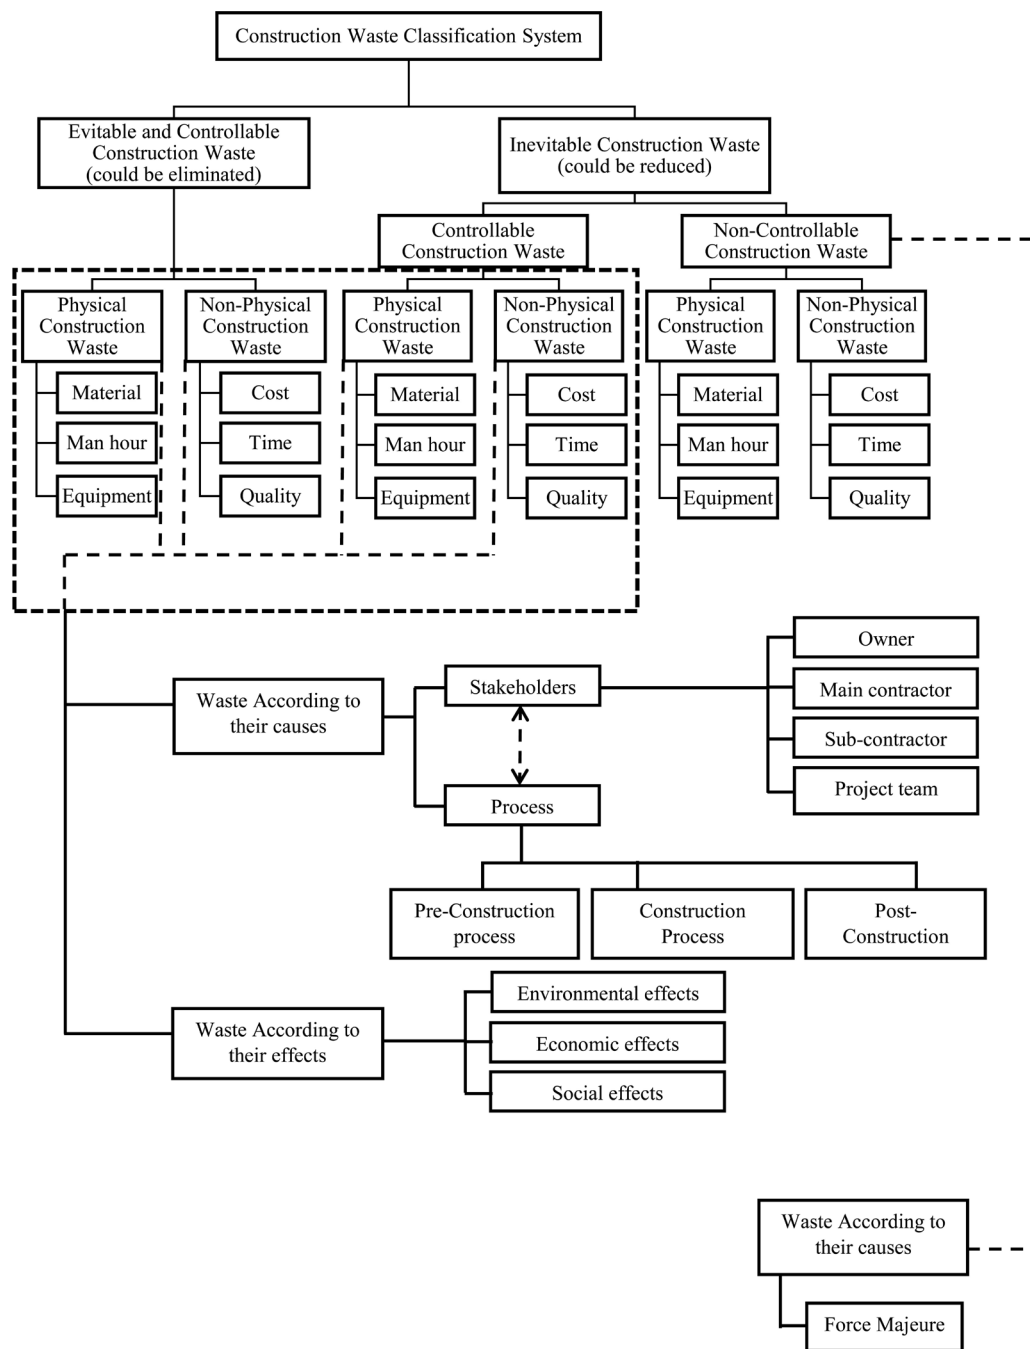 Construction Waste Classification System
Evitable and Controllable
Construction Waste
(could be eliminated)
Inevitable Construction Waste
(could be reduced)
Controllable
Construction Waste
Non-Controllable
Construction Waste
Physical
Construction
Waste
Material
Man hour
Equipment
Non-Physical
Construction
Waste
Cost
Time
Quality
Physical
Construction
Waste
Material
Man hour
Equipment
Non-Physical
Construction
Waste
Cost
Time
Quality
Physical
Construction
Waste
Material
Man hour
Equipment
Non-Physical
Construction
Waste
Cost
Time
Quality
Waste According to
their causes
Stakeholders
Owner
Main contractor
Sub-contractor
Project team
Process
Pre-Construction
process
Construction
Process
Post-
Construction
Waste According to
their effects
Environmental effects
Economic effects
Social effects
Waste According to
their causes
Force Majeure